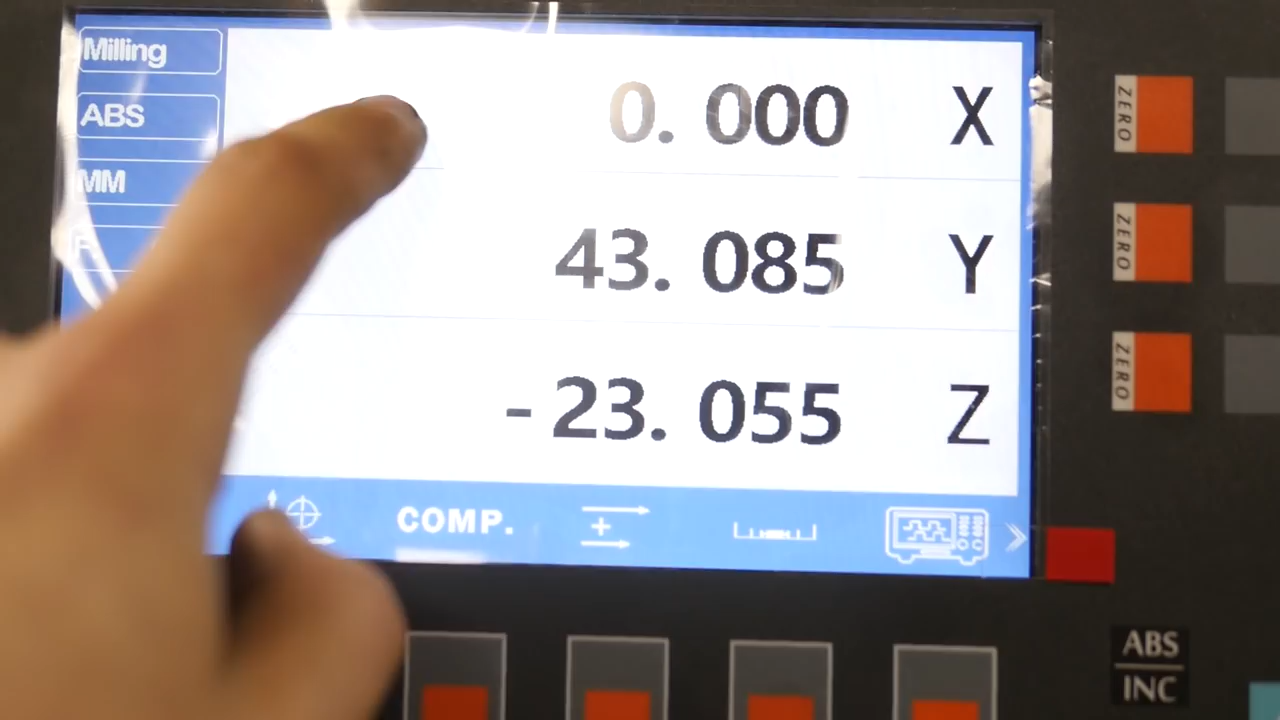 Milling
ABS
MM
0.000 X
43.085 Y
-23.055 Z
COMP.
ZERO
ZERO
ZERO
ABS
INC